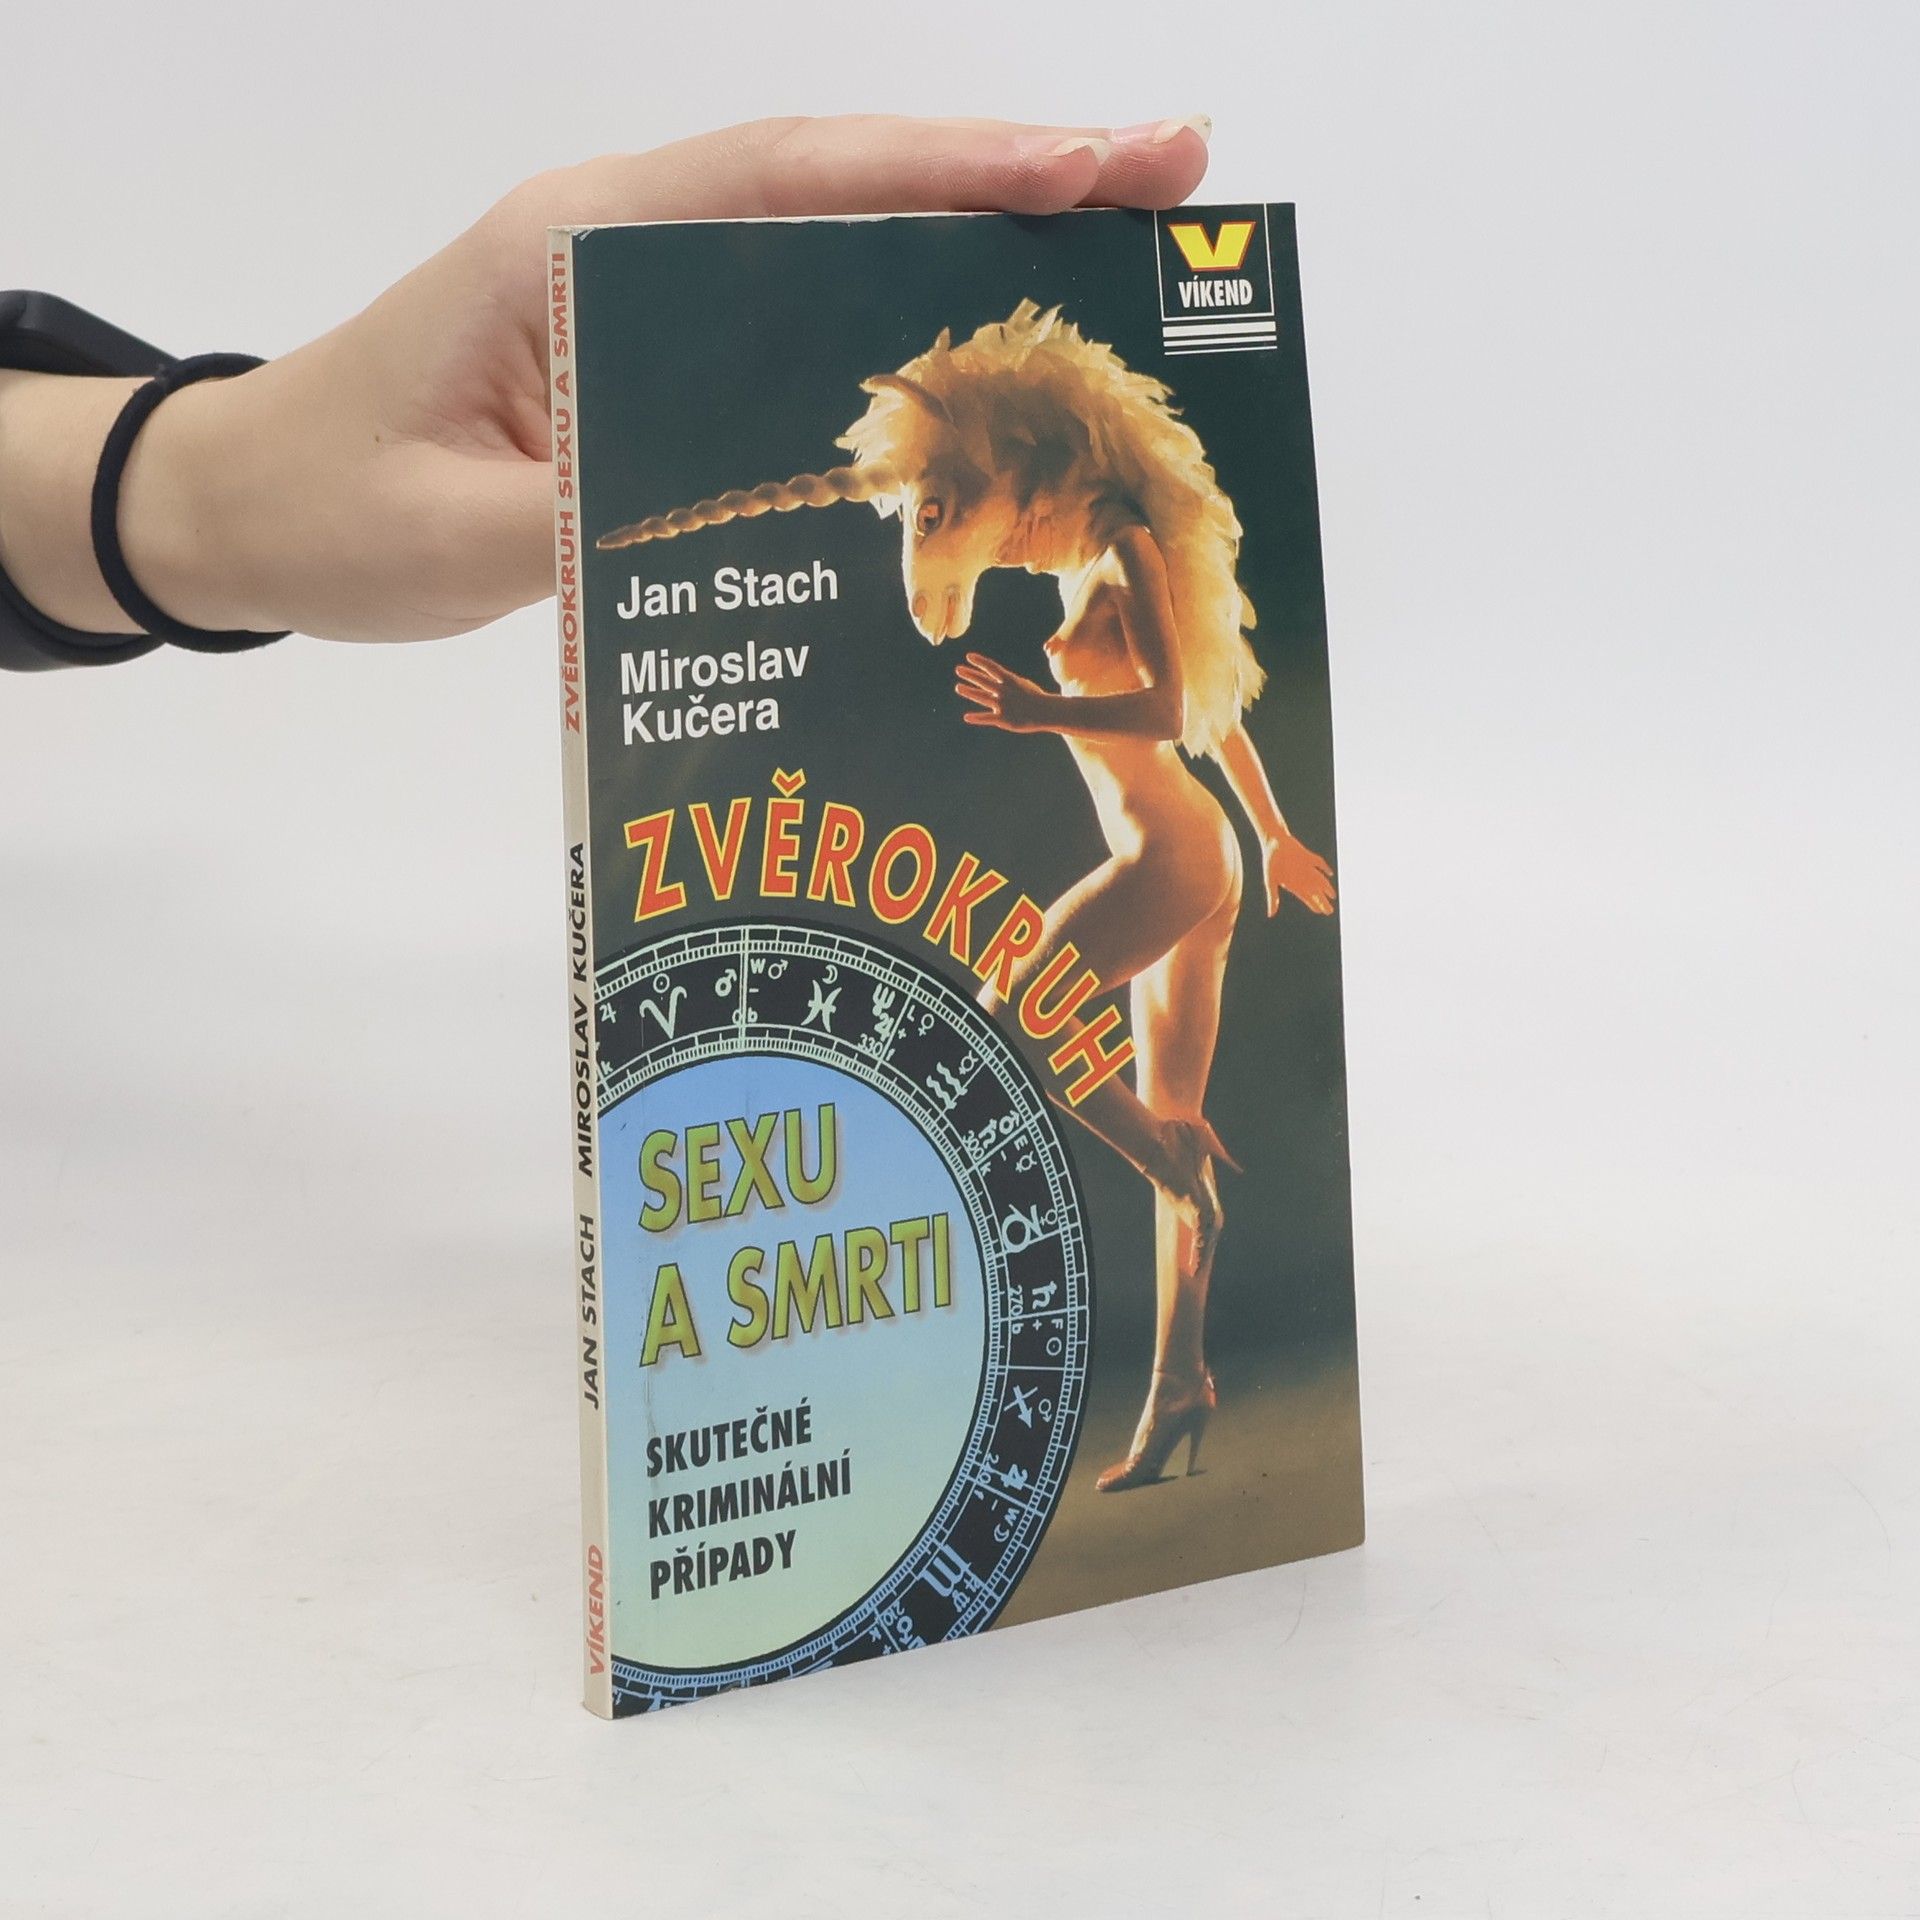 V
VÍKEND
Jan Stach
Miroslav
Kučera
ZVĚROKRUH
SEXU
A SMRTI
SKUTEČNÉ
KRIMINÁLNÍ
PŘÍPADY
VÍKEND JAN STACH MIROSLAV KUČERA ZVĚROKRUH SEXU A SMRTI